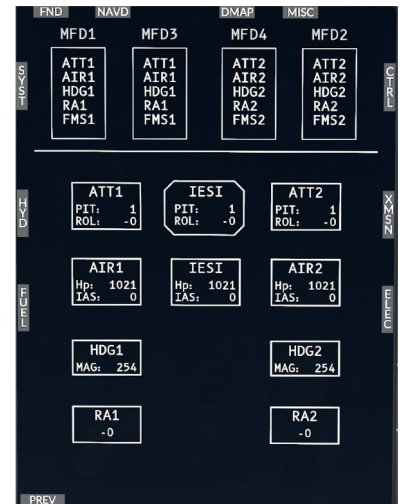 FND NAVD DMAP MISC
MFD1 MFD3 MFD4 MFD2
ATT1 ATT1 ATT2 ATT2
AIR1 AIR1 AIR2 AIR2
HDG1 HDG1 HDG2 HDG2
RA1 RA1 RA2 RA2
FMS1 FMS1 FMS2 FMS2
SYST
CTRL
HYD
XMSN
ATT1 IESI ATT2
PIT: 1 PIT: 1 PIT: 1
ROL: -0 ROL: -0 ROL: -0
AIR1 IESI AIR2
Hp: 1021 Hp: 1021 Hp: 1021
IAS: 0 IAS: 0 IAS: 0
FUEL
ELEC
HDG1 HDG2
MAG: 254 MAG: 254
RA1 RA2
-0 -0
PREV